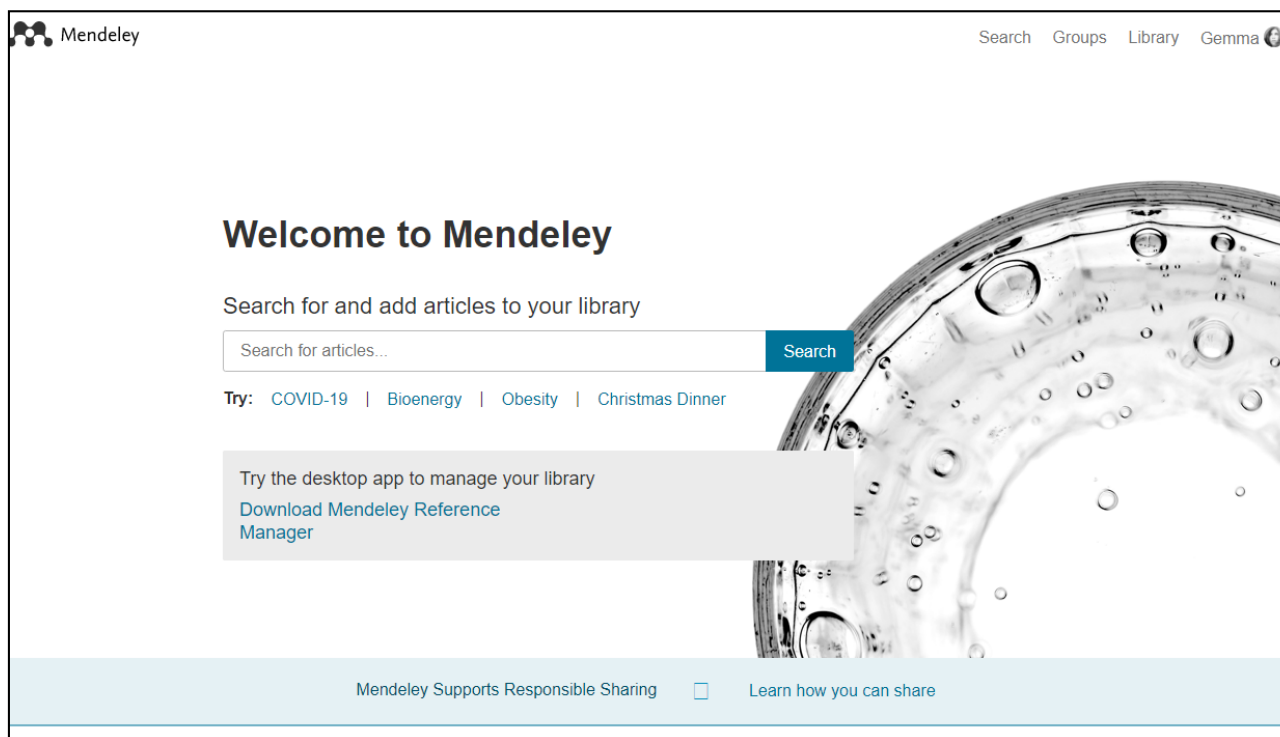 Mendeley
Search Groups Library Gemma
Welcome to Mendeley
Search for and add articles to your library
Search for articles... Search
Try: COVID-19 | Bioenergy | Obesity | Christmas Dinner
Try the desktop app to manage your library
Download Mendeley Reference
Manager
Mendeley Supports Responsible Sharing Learn how you can share